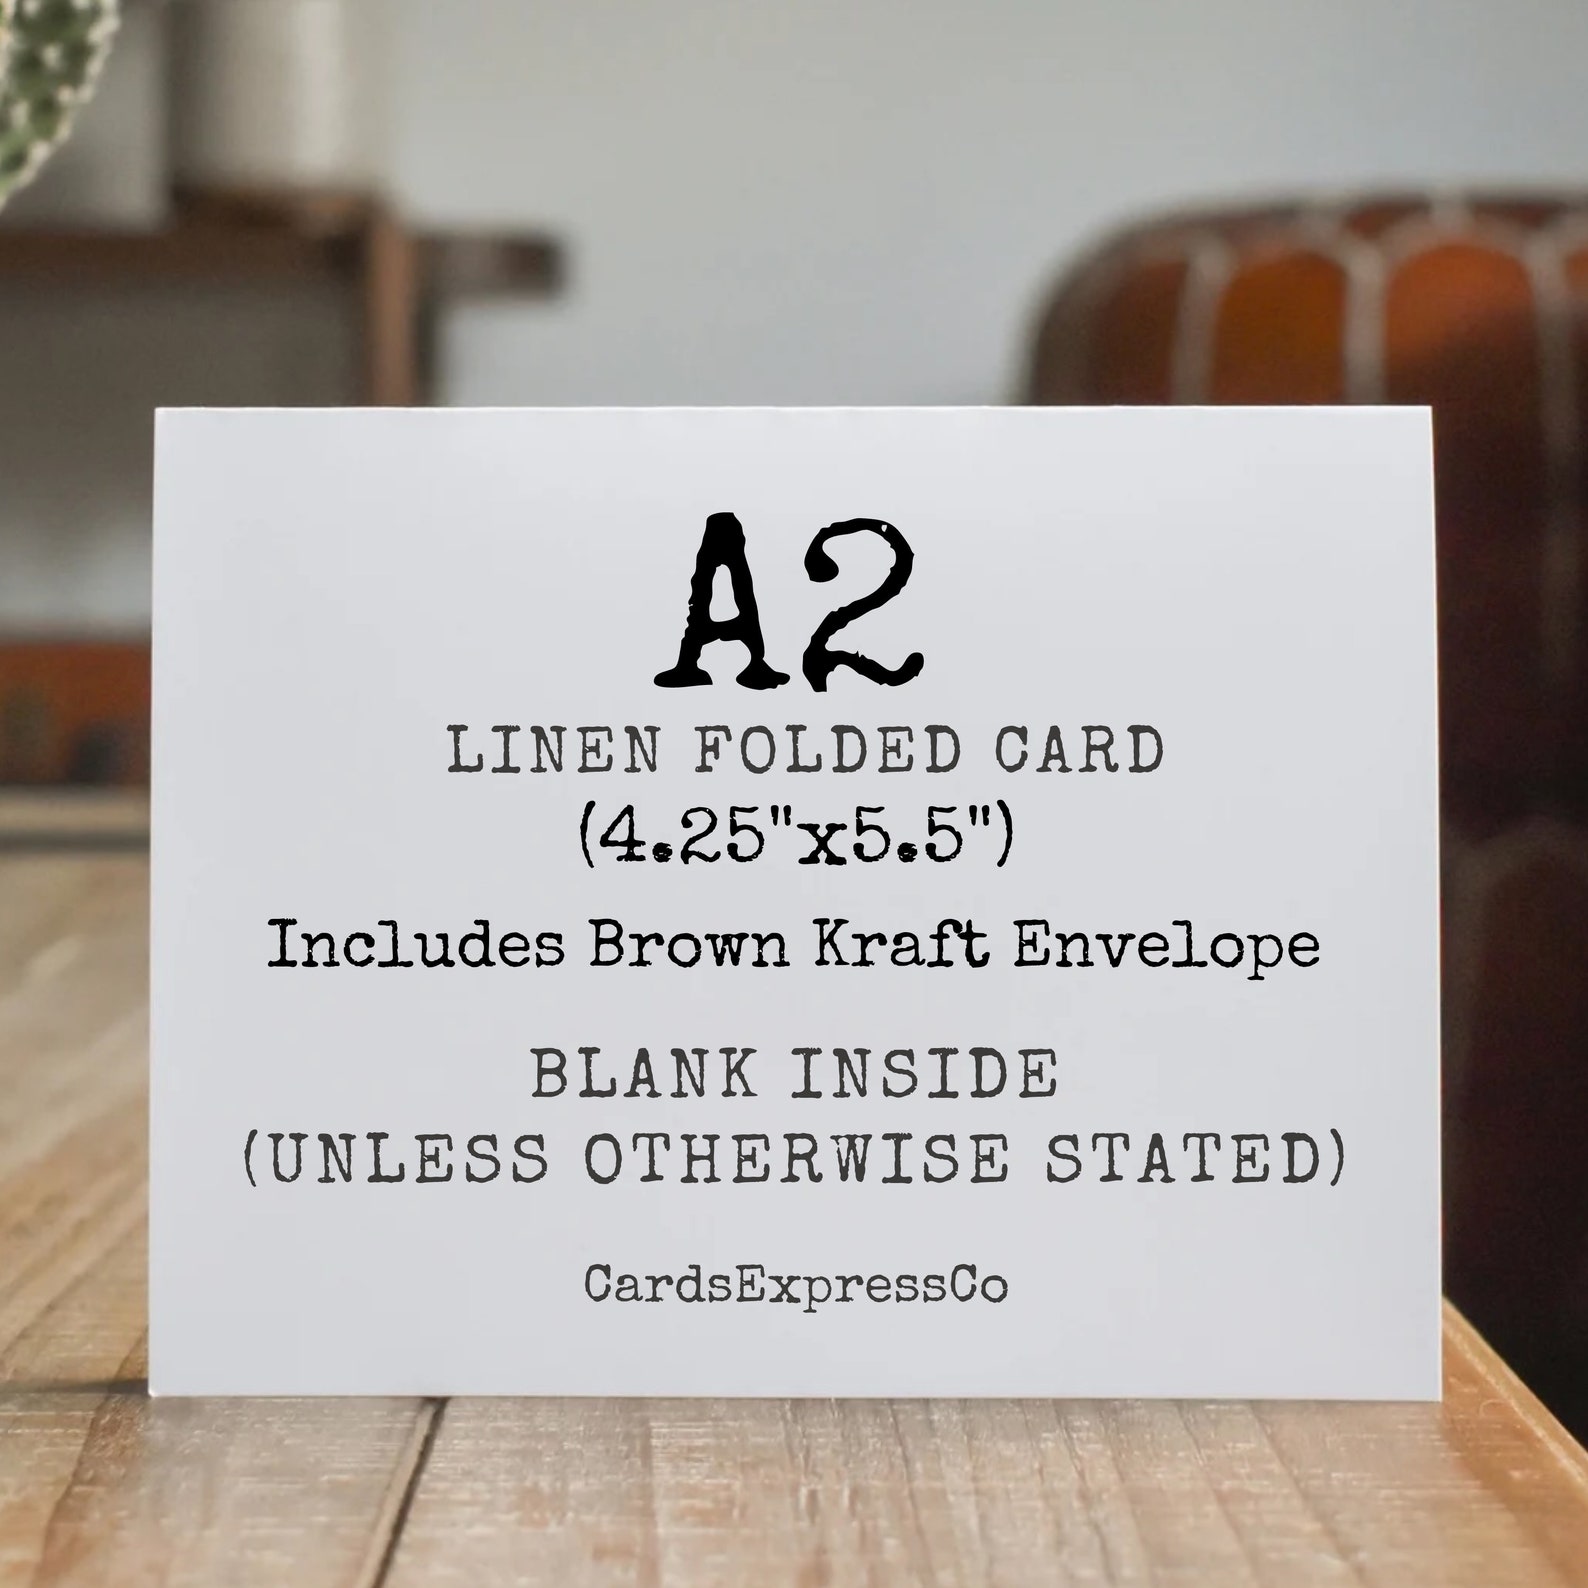 A2
LINEN FOLDED CARD
(4.25"x5.5")
Includes Brown Kraft Envelope
BLANK INSIDE
(UNLESS OTHERWISE STATED)
CardsExpressCo